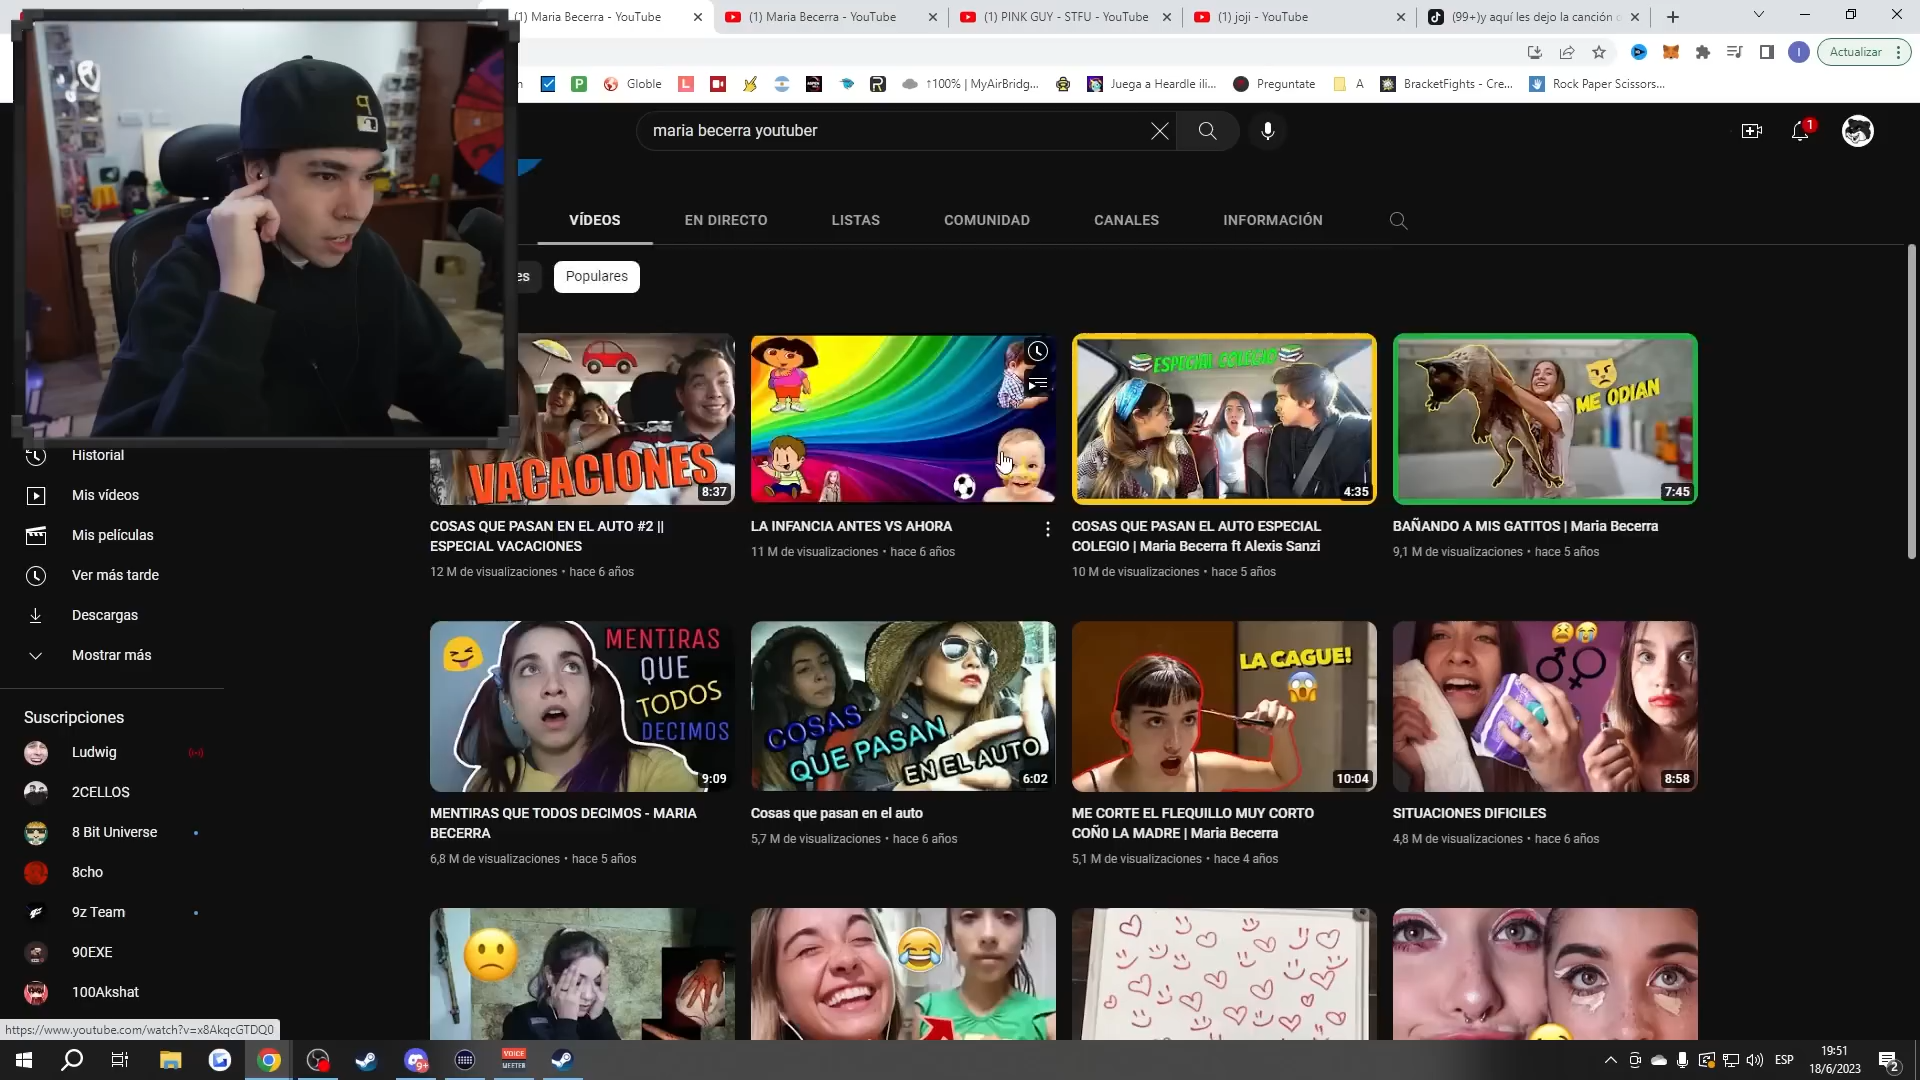 (1) Maria Becerra - YouTube
(1) Maria Becerra - YouTube
(1) PINK GUY - STFU - YouTube
(1) joji - YouTube
(99+)y aquí les dejo la canción
Actualizar
Globle
↑100% | MyAirBridg...
Juega a Heardle ili...
Preguntate
A
BracketFights - Cre...
Rock Paper Scissors...
maria becerra youtuber
1
VÍDEOS
EN DIRECTO
LISTAS
COMUNIDAD
CANALES
INFORMACIÓN
es
Populares
VACACIONES
8:37
ESPECIAL COLEGIO
4:35
ME ODIAN
7:45
COSAS QUE PASAN EN EL AUTO #2 ||
ESPECIAL VACACIONES
12 M de visualizaciones • hace 6 años
LA INFANCIA ANTES VS AHORA
11 M de visualizaciones • hace 6 años
COSAS QUE PASAN EL AUTO ESPECIAL
COLEGIO | Maria Becerra ft Alexis Sanzi
10 M de visualizaciones • hace 5 años
BAÑANDO A MIS GATITOS | Maria Becerra
9,1 M de visualizaciones • hace 5 años
Historial
Mis vídeos
Mis películas
Ver más tarde
Descargas
Mostrar más
MENTIRAS
QUE
TODOS
DECIMOS
9:09
COSAS
QUE PASAN
EN EL AUTO
6:02
LA CAGUE!
10:04
8:58
MENTIRAS QUE TODOS DECIMOS - MARIA
BECERRA
6,8 M de visualizaciones • hace 5 años
Cosas que pasan en el auto
5,7 M de visualizaciones • hace 6 años
ME CORTE EL FLEQUILLO MUY CORTO
COÑ0 LA MADRE | Maria Becerra
5,1 M de visualizaciones • hace 4 años
SITUACIONES DIFICILES
4,8 M de visualizaciones • hace 6 años
Suscripciones
Ludwig
2CELLOS
8 Bit Universe
8cho
9z Team
90EXE
100Akshat
https://www.youtube.com/watch?v=x8AkqcGTDQ0
VOICE
MEETER
9+
ESP
19:51
18/6/2023
2